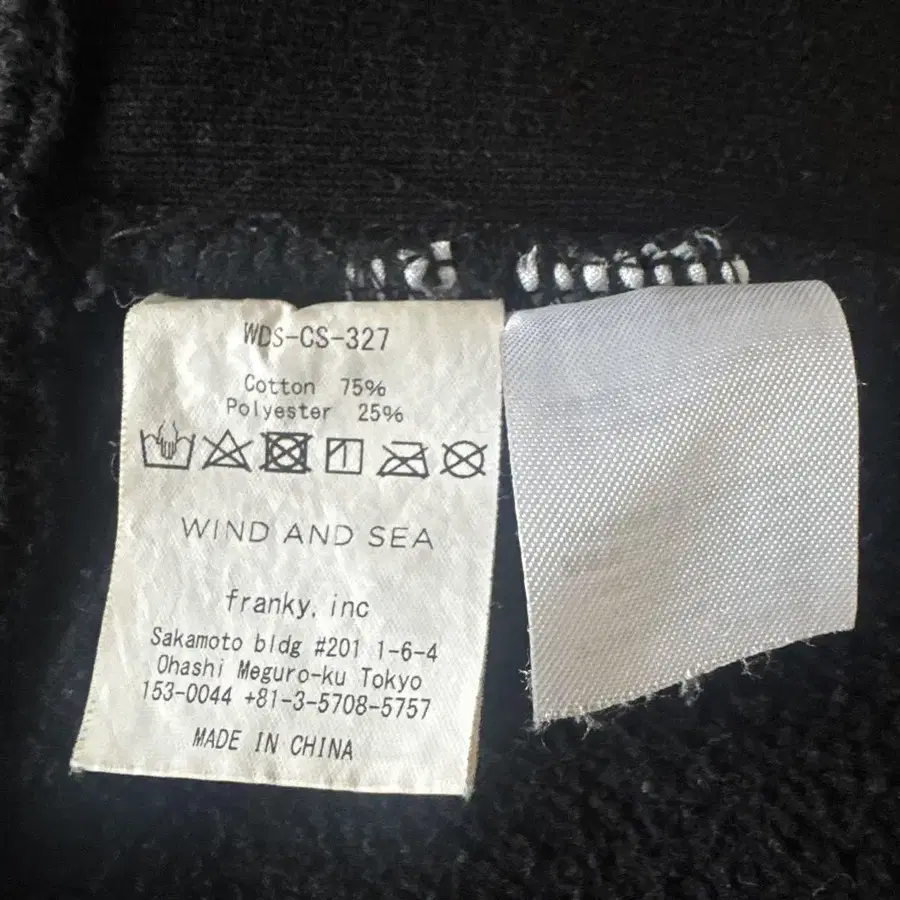 WDS-CS-327
Cotton 75%
Polyester 25%
WIND AND SEA
franky, inc
Sakamoto bldg #201 1-6-4
Ohashi Meguro-ku Tokyo
153-0044 +81-3-5708-5757
MADE IN CHINA